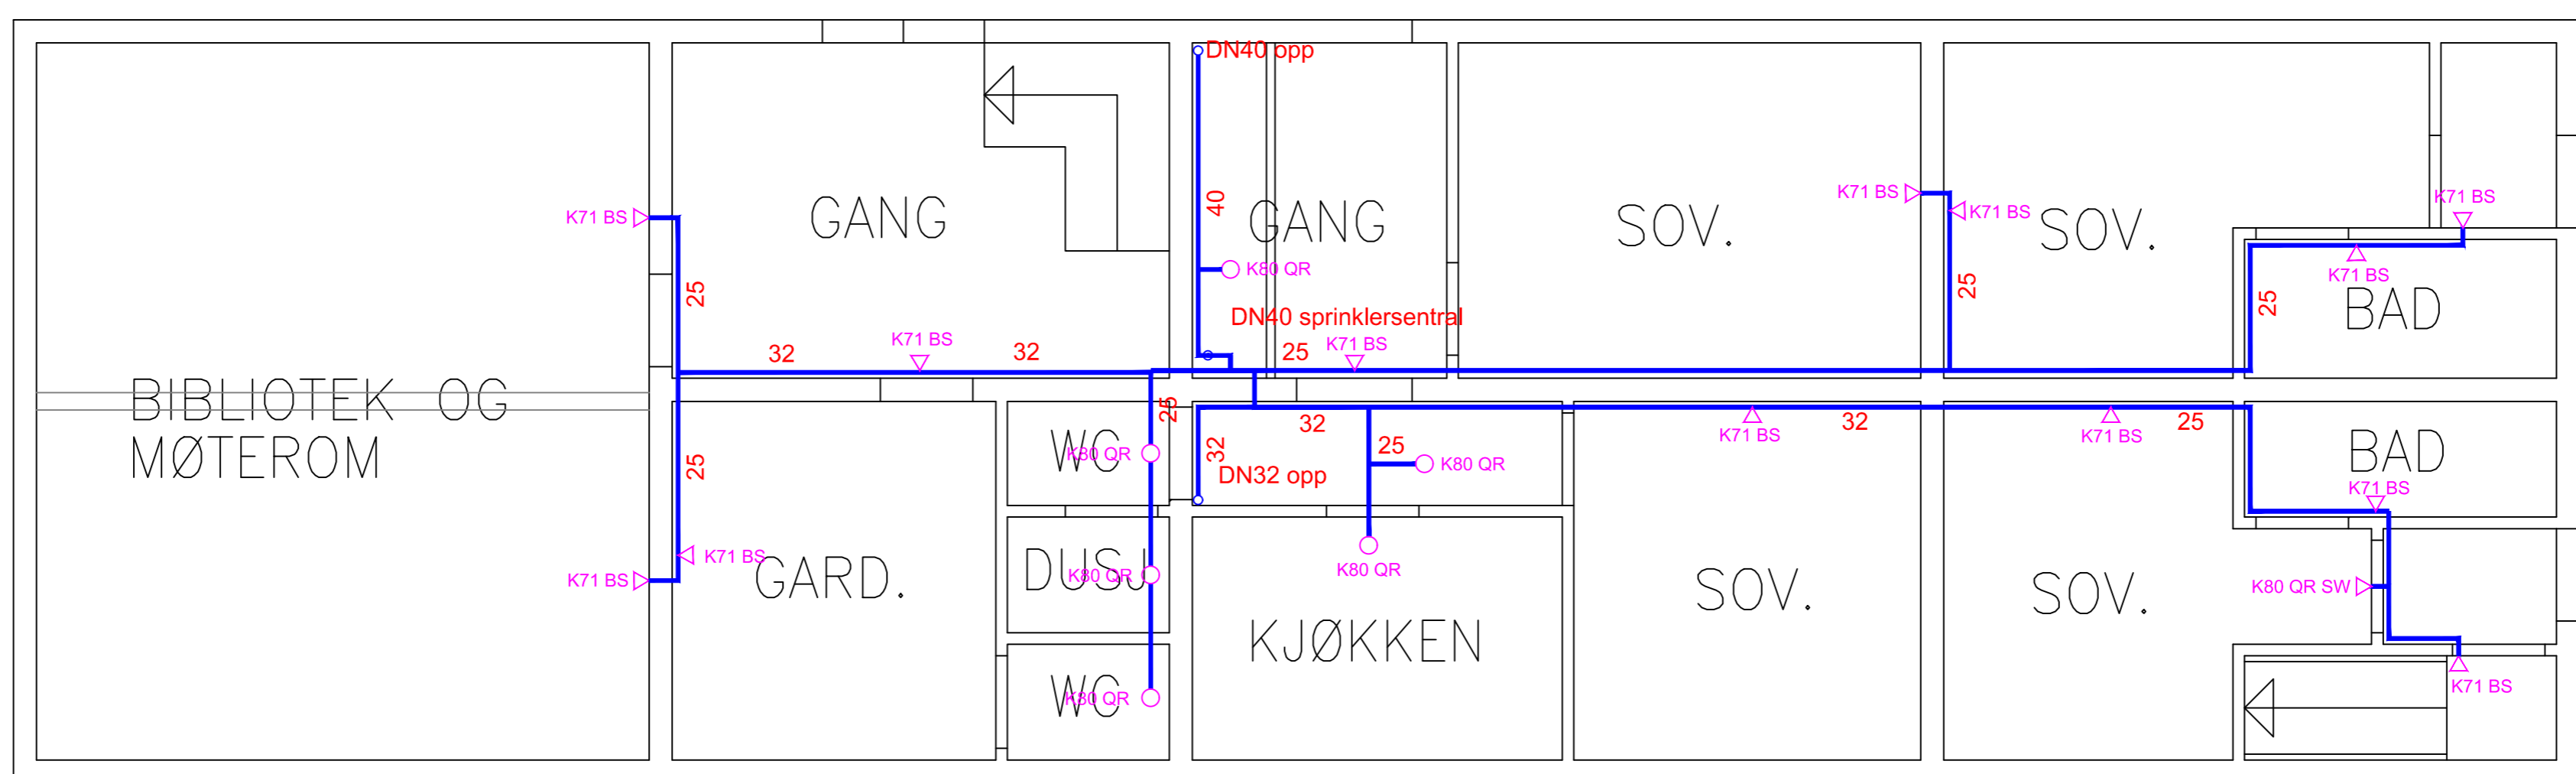 DN40 opp
K71 BS
GANG
40
GANG
SOV.
K71 BS
K71 BS
SOV.
K71 BS
K80 QR
K71 BS
25
25
25
BAD
DN40 sprinklersentral
32
K71 BS
32
25
K71 BS
BIBLIOTEK OG
MØTEROM
25
WC
K80 QR
25
32
32
25
K80 QR
DN32 opp
K71 BS
32
K71 BS
25
BAD
K71 BS
K71 BS
K71 BS
GARD.
DUSJ
K80 QR
K80 QR
SOV.
SOV.
K80 QR SW
KJØKKEN
WC
K80 QR
K71 BS